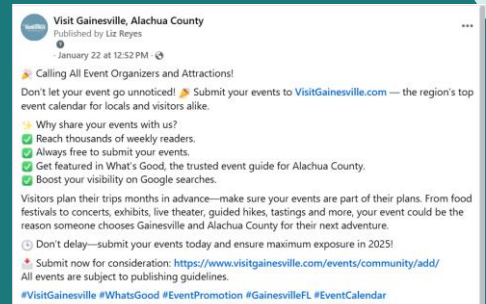 Visit Gainesville, Alachua County
Published by Liz Reyes
· January 22 at 12:52 PM ·
🎉 Calling All Event Organizers and Attractions!
Don't let your event go unnoticed! 🎉 Submit your events to VisitGainesville.com — the region's top
event calendar for locals and visitors alike.
✨ Why share your events with us?
✅ Reach thousands of weekly readers.
✅ Always free to submit your events.
✅ Get featured in What's Good, the trusted event guide for Alachua County.
✅ Boost your visibility on Google searches.
Visitors plan their trips months in advance—make sure your events are part of their plans. From food
festivals to concerts, exhibits, live theater, guided hikes, tastings and more, your event could be the
reason someone chooses Gainesville and Alachua County for their next adventure.
🕒 Don't delay—submit your events today and ensure maximum exposure in 2025!
📩 Submit now for consideration: https://www.visitgainesville.com/events/community/add/
All events are subject to publishing guidelines.
#VisitGainesville #WhatsGood #EventPromotion #GainesvilleFL #EventCalendar